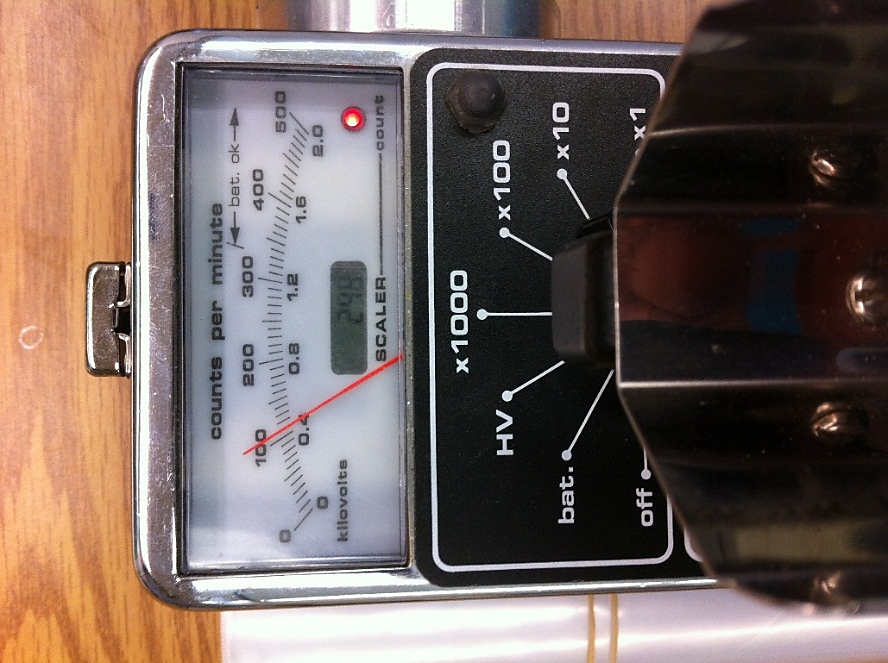 counts per minute
bat. ok
0 100 200 300 400 500
0 0.4 0.8 1.2 1.6 2.0
kilovolts
248
SCALER count
off bat. HV x1000 x100 x10 x1